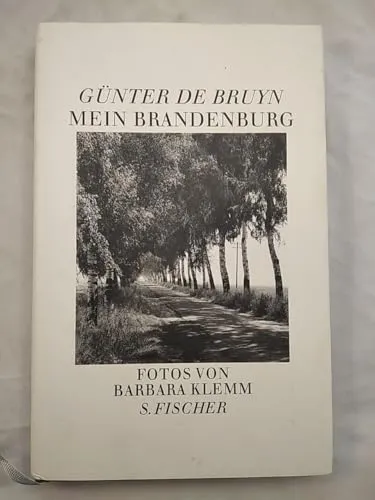 GÜNTER DE BRUYN
MEIN BRANDENBURG
FOTOS VON
BARBARA KLEMM
S. FISCHER